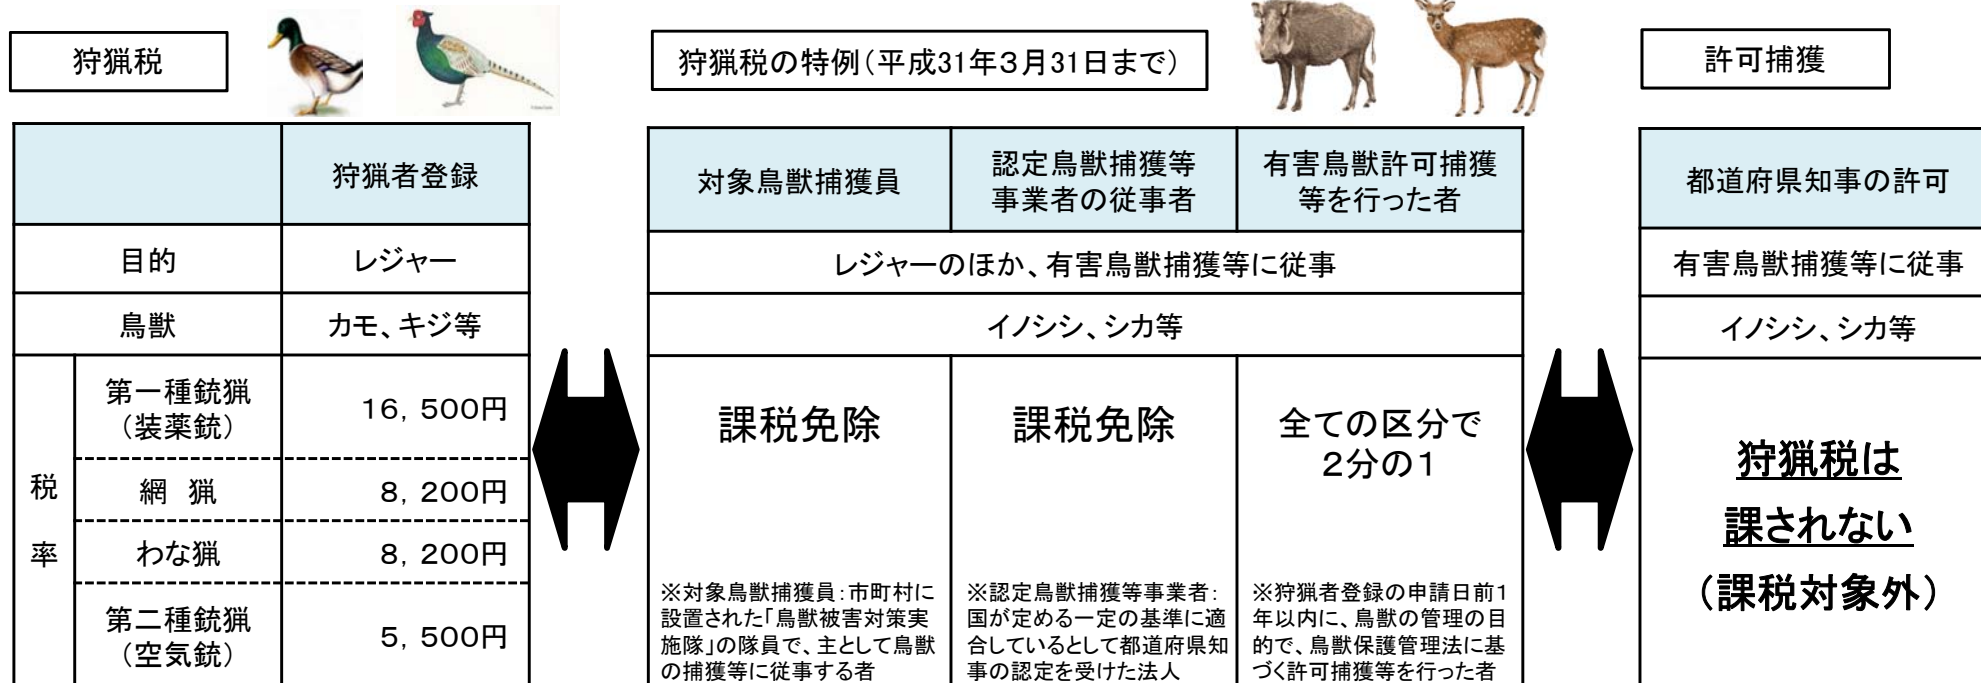 狩猟税
狩猟税の特例(平成31年3月31日まで)
許可捕獲
狩猟者登録
目的
レジャー
鳥獣
カモ、キジ等
税率
第一種銃猟
(装薬銃)
16,500円
網 猟
8,200円
わな猟
8,200円
第二種銃猟
(空気銃)
5,500円
対象鳥獣捕獲員
認定鳥獣捕獲等
事業者の従事者
有害鳥獣許可捕獲
等を行った者
レジャーのほか、有害鳥獣捕獲等に従事
イノシシ、シカ等
課税免除
課税免除
全ての区分で
2分の1
※対象鳥獣捕獲員:市町村に
設置された「鳥獣被害対策実
施隊」の隊員で、主として鳥獣
の捕獲等に従事する者
※認定鳥獣捕獲等事業者:
国が定める一定の基準に適
合しているとして都道府県知
事の認定を受けた法人
※狩猟者登録の申請日前1
年以内に、鳥獣の管理の目
的で、鳥獣保護管理法に基
づく許可捕獲等を行った者
都道府県知事の許可
有害鳥獣捕獲等に従事
イノシシ、シカ等
狩猟税は
課されない
(課税対象外)